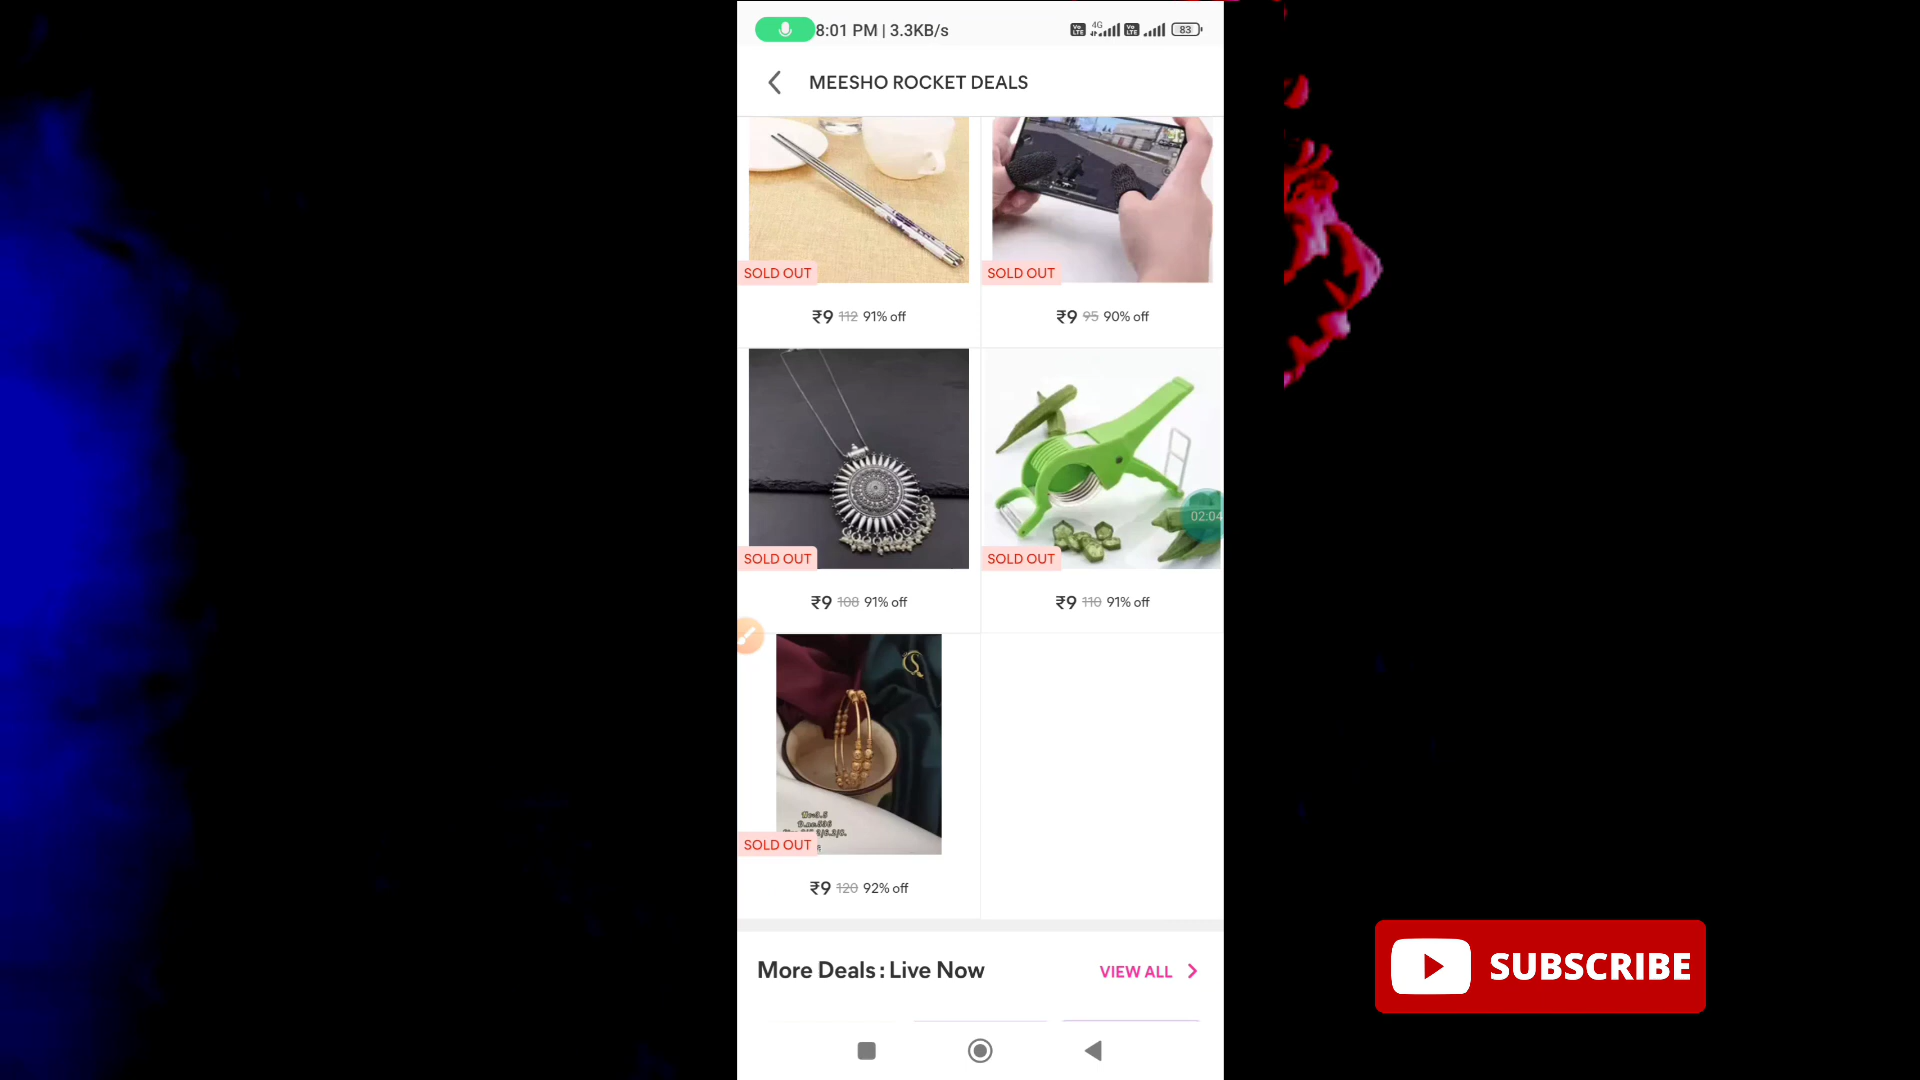 8:01 PM | 3.3KB/s
4G
83
MEESHO ROCKET DEALS
SOLD OUT
SOLD OUT
₹9 112 91% off
₹9 95 90% off
SOLD OUT
SOLD OUT
02:04
₹9 108 91% off
₹9 110 91% off
SOLD OUT
₹9 120 92% off
More Deals : Live Now
VIEW ALL
SUBSCRIBE